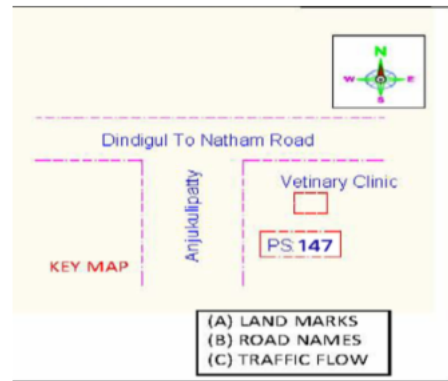 N
W E
S
Dindigul To Natham Road
Anjukulipatty
Vetinary Clinic
PS.147
KEY MAP
(A) LAND MARKS
(B) ROAD NAMES
(C) TRAFFIC FLOW